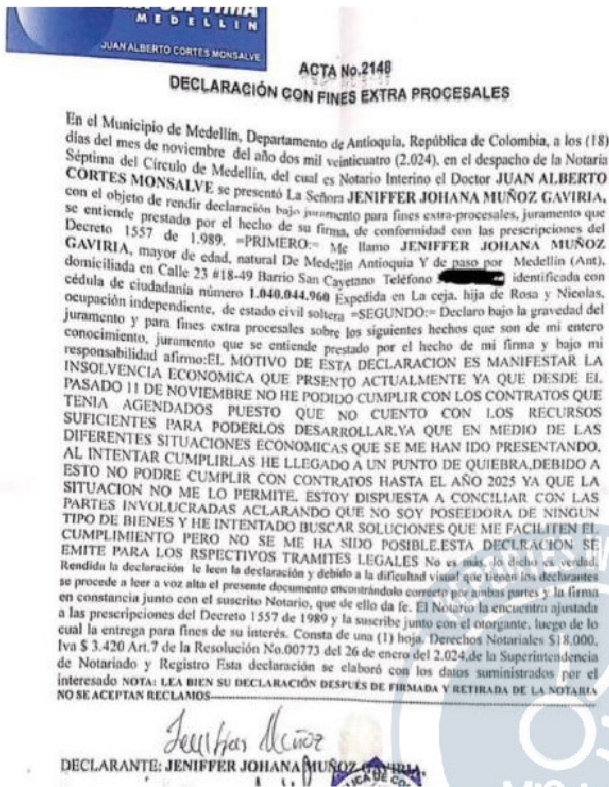 MEDELLIN
JUAN ALBERTO CORTES MONSALVE
ACTA No.2148
DECLARACIÓN CON FINES EXTRA PROCESALES
En el Municipio de Medellín, Departamento de Antioquia, República de Colombia, a los (18)
días del mes de noviembre del año dos mil veinticuatro (2.024), en el despacho de la Notaria
Séptima del Círculo de Medellín, del cual es Notario Interino el Doctor JUAN ALBERTO
CORTES MONSALVE se presentó La Señora JENIFFER JOHANA MUÑOZ GAVIRIA,
con el objeto de rendir declaración bajo juramento para fines extra-procesales, juramento que
se entiende prestado por el hecho de su firma, de conformidad con las prescripciones del
Decreto 1557 de 1.989. =PRIMERO:= Me llamo JENIFFER JOHANA MUÑOZ
GAVIRIA, mayor de edad, natural De Medellín Antioquia Y de paso por Medellín (Ant),
domiciliada en Calle 23 #18-49 Barrio San Cayetano Teléfono identificada con
cédula de ciudadanía número 1.040.044.960 Expedida en La ceja, hija de Rosa y Nicolas,
ocupación independiente, de estado civil soltera =SEGUNDO:= Declaro bajo la gravedad del
juramento y para fines extra procesales sobre los siguientes hechos que son de mi entero
conocimiento, juramento que se entiende prestado por el hecho de mi firma y bajo mi
responsabilidad afirmo:EL MOTIVO DE ESTA DECLARACION ES MANIFESTAR LA
INSOLVENCIA ECONOMICA QUE PRSENTO ACTUALMENTE YA QUE DESDE EL
PASADO 11 DE NOVIEMBRE NO HE PODIDO CUMPLIR CON LOS CONTRATOS QUE
TENIA AGENDADOS PUESTO QUE NO CUENTO CON LOS RECURSOS
SUFICIENTES PARA PODERLOS DESARROLLAR,YA QUE EN MEDIO DE LAS
DIFERENTES SITUACIONES ECONOMICAS QUE SE ME HAN IDO PRESENTANDO,
AL INTENTAR CUMPLIRLAS HE LLEGADO A UN PUNTO DE QUIEBRA,DEBIDO A
ESTO NO PODRE CUMPLIR CON CONTRATOS HASTA EL AÑO 2025 YA QUE LA
SITUACION NO ME LO PERMITE, ESTOY DISPUESTA A CONCILIAR CON LAS
PARTES INVOLUCRADAS ACLARANDO QUE NO SOY POSEEDORA DE NINGUN
TIPO DE BIENES Y HE INTENTADO BUSCAR SOLUCIONES QUE ME FACILITEN EL
CUMPLIMIENTO PERO NO SE ME HA SIDO POSIBLE.ESTA DECLRACION SE
EMITE PARA LOS RSPECTIVOS TRAMITES LEGALES No es más, lo dicho es verdad.
Rendida la declaración le leen la declaración y debido a la dificultad visual que tienen los declarantes
se procede a leer a voz alta el presente documento encontrándolo correcto de ambas partes y la firma
en constancia junto con el suscrito Notario, que de ello da fe. El Notario la encuentra ajustada
a las prescripciones del Decreto 1557 de 1989 y la suscribe junto con el otorgante, luego de lo
cual la entrega para fines de su interés. Consta de una (1) hoja. Derechos Notariales $18,000,
Iva $ 3.420 Art.7 de la Resolución No.00773 del 26 de enero del 2.024,de la Superintendencia
de Notariado y Registro Esta declaración se elaboró con los datos suministrados por el
interesado NOTA: LEA BIEN SU DECLARACIÓN DESPUÉS DE FIRMADA Y RETIRADA DE LA NOTARIA
NO SE ACEPTAN RECLAMOS
Jeniffer Muñoz
DECLARANTE: JENIFFER JOHANA MUÑOZ GAVIRIA